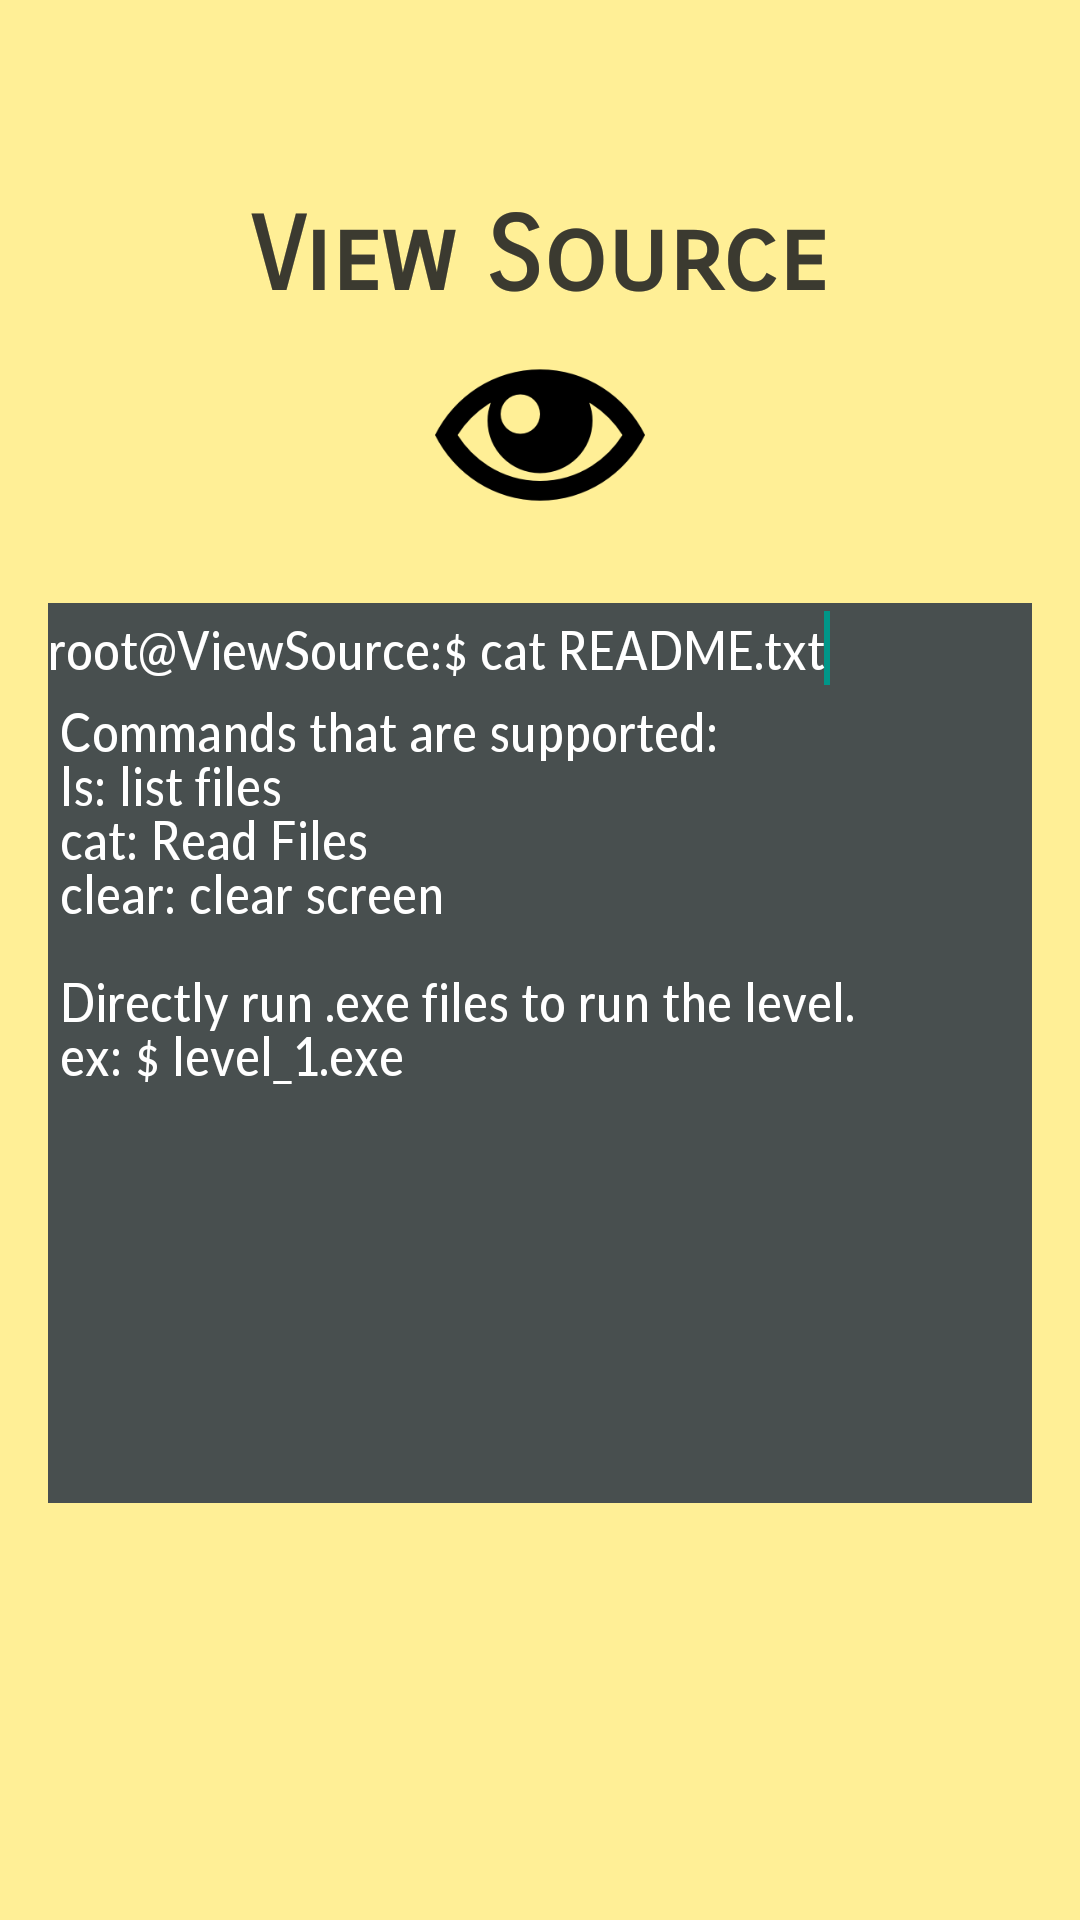 View Source
root@ViewSource:$ cat README.txt
Commands that are supported:
ls: list files
cat: Read Files
clear: clear screen
Directly run .exe files to run the level.
ex: $ level_1.exe